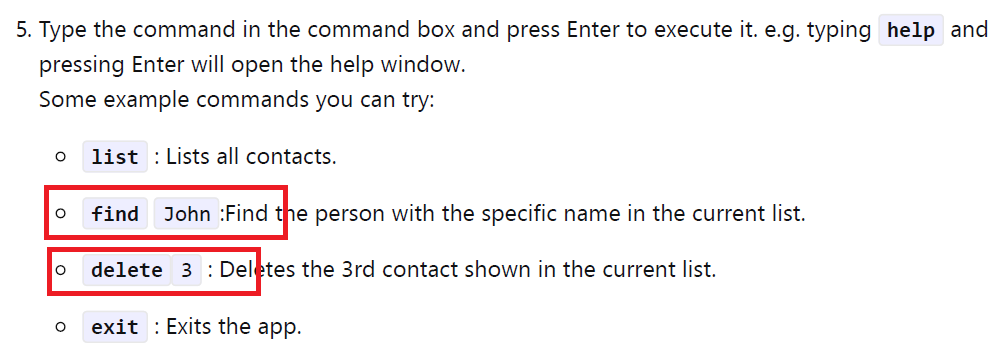 5. Type the command in the command box and press Enter to execute it. e.g. typing help and
pressing Enter will open the help window.
Some example commands you can try:
list : Lists all contacts.
find John :Find the person with the specific name in the current list.
delete 3 : Deletes the 3rd contact shown in the current list.
exit : Exits the app.